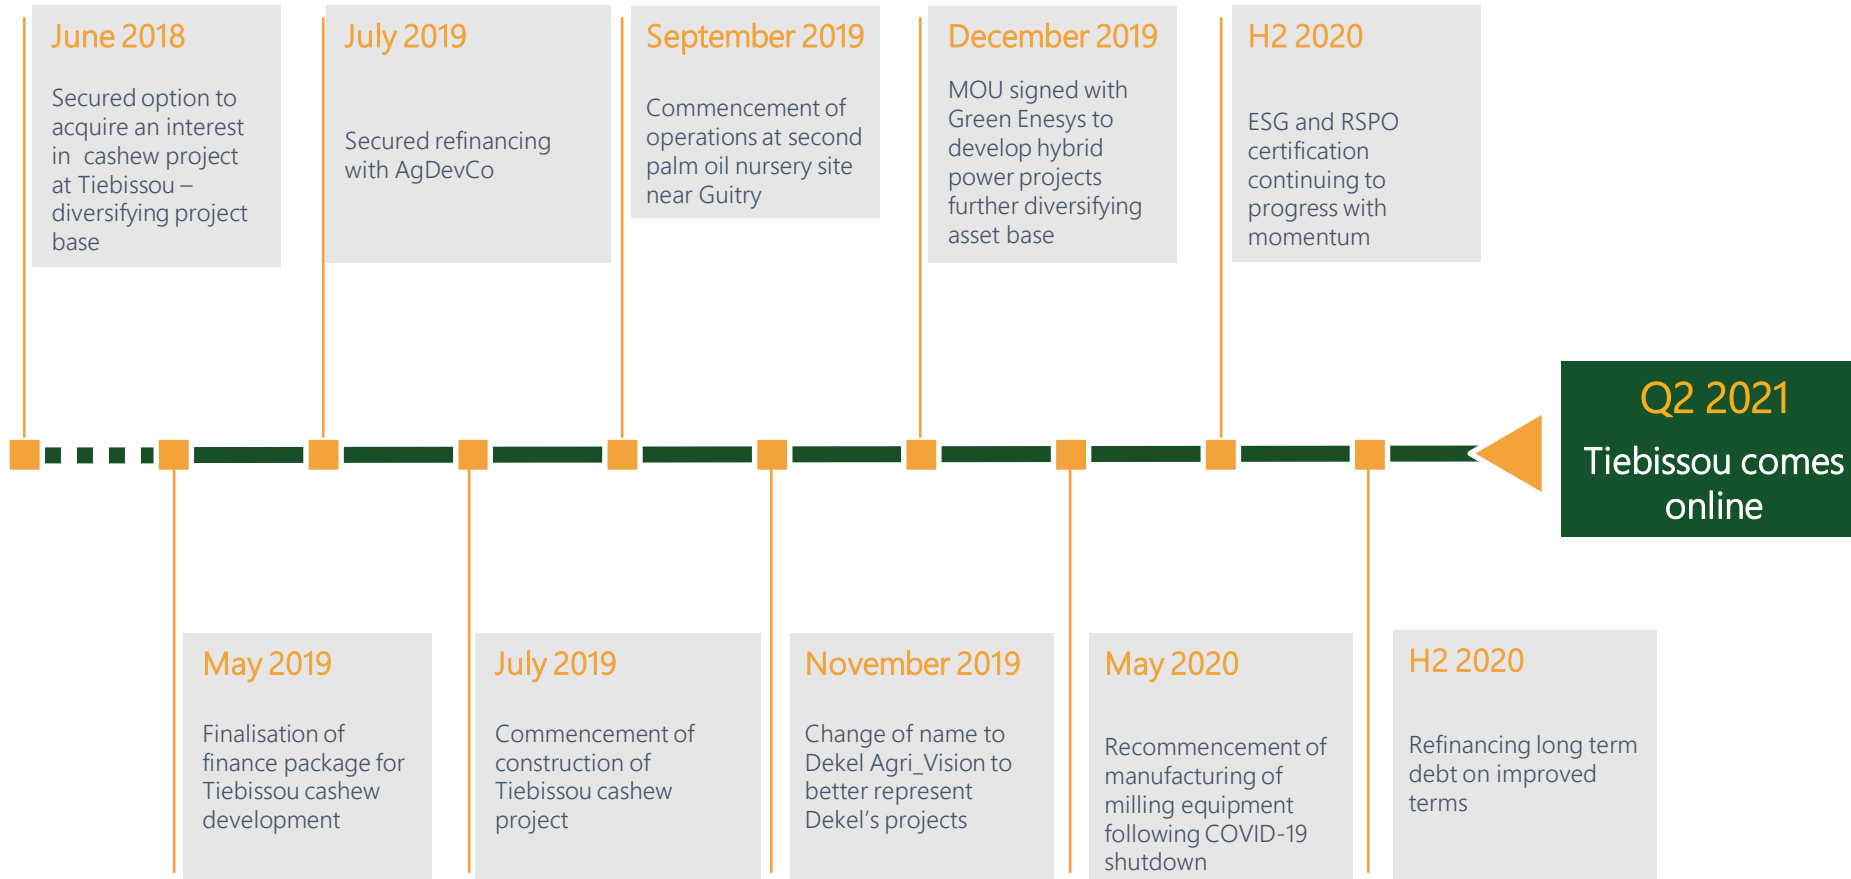 June 2018
Secured option to
acquire an interest
in cashew project
at Tiebissou –
diversifying project
base
July 2019
Secured refinancing
with AgDevCo
September 2019
Commencement of
operations at second
palm oil nursery site
near Guitry
December 2019
MOU signed with
Green Enesys to
develop hybrid
power projects
further diversifying
asset base
H2 2020
ESG and RSPO
certification
continuing to
progress with
momentum
Q2 2021
Tiebissou comes
online
May 2019
Finalisation of
finance package for
Tiebissou cashew
development
July 2019
Commencement of
construction of
Tiebissou cashew
project
November 2019
Change of name to
Dekel Agri_Vision to
better represent
Dekel’s projects
May 2020
Recommencement of
manufacturing of
milling equipment
following COVID-19
shutdown
H2 2020
Refinancing long term
debt on improved
terms